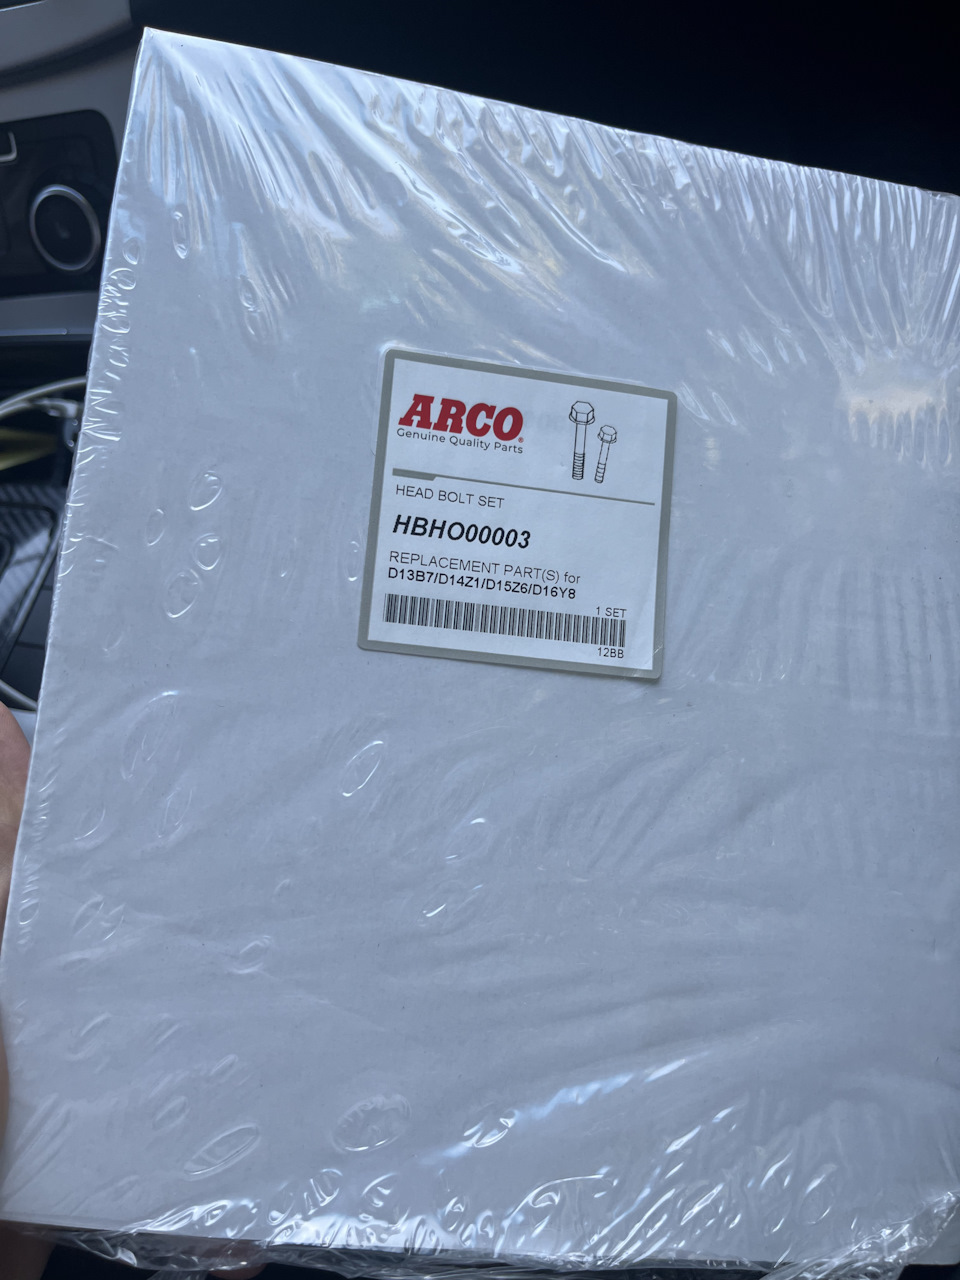 ARCO®
Genuine Quality Parts
HEAD BOLT SET
HBHO00003
REPLACEMENT PART(S) for
D13B7/D14Z1/D15Z6/D16Y8
1 SET
12BB